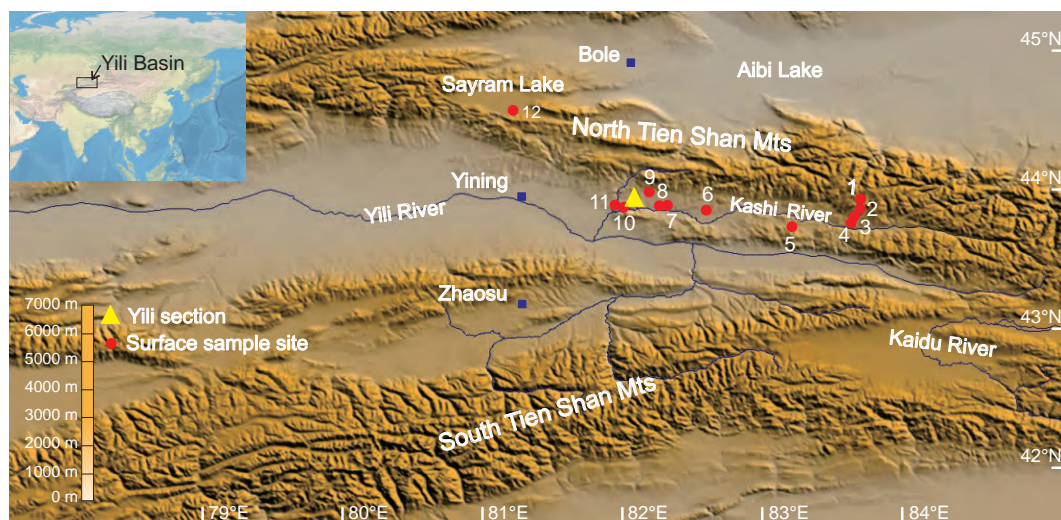 Yili Basin
45°N
Bole
Aibi Lake
Sayram Lake
12
North Tien Shan Mts
44°N
Yining
9
8
6
1
11
10
7
Kashi River
2
3
4
5
Yili River
Zhaosu
7000 m
6000 m
5000 m
4000 m
3000 m
2000 m
1000 m
0 m
Yili section
Surface sample site
43°N
Kaidu River
South Tien Shan Mts
42°N
79°E
80°E
81°E
82°E
83°E
84°E